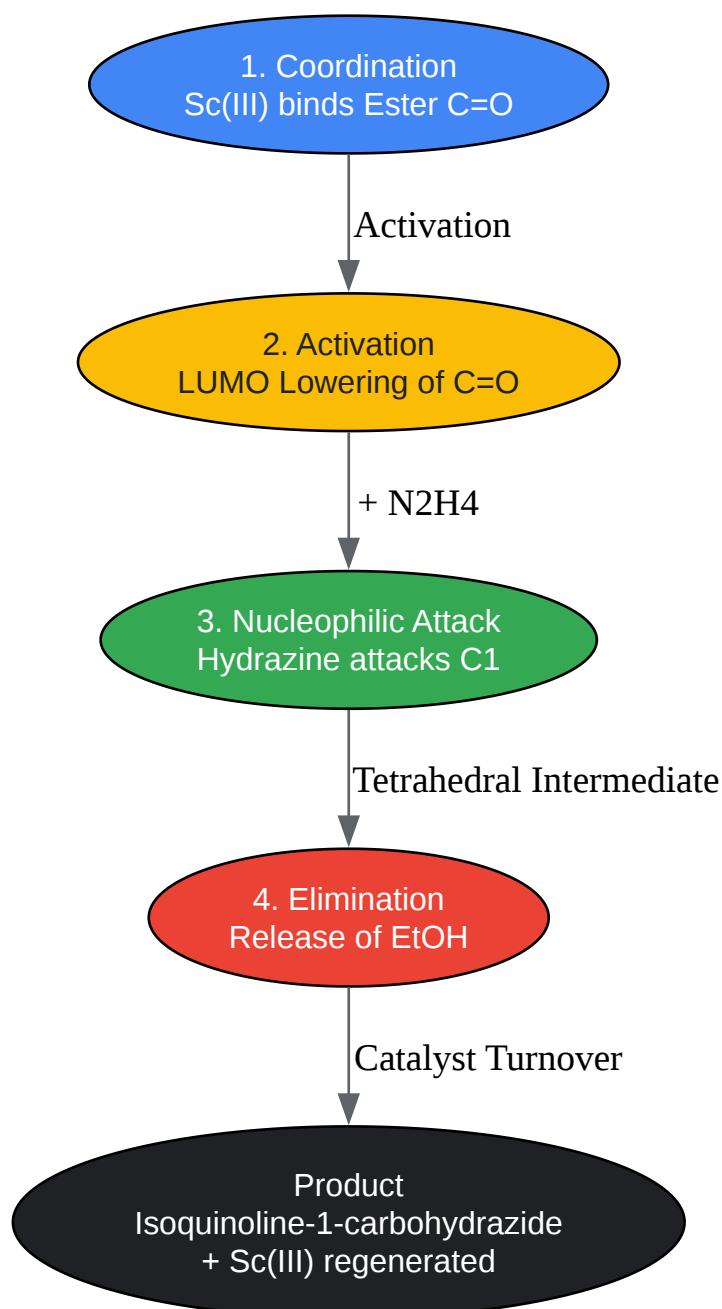 1. Coordination
Sc(III) binds Ester C=O
Activation
2. Activation
LUMO Lowering of C=O
+ N2H4
3. Nucleophilic Attack
Hydrazine attacks C1
Tetrahedral Intermediate
4. Elimination
Release of EtOH
Catalyst Turnover
Product
Isoquinoline-1-carbohydrazide
+ Sc(III) regenerated